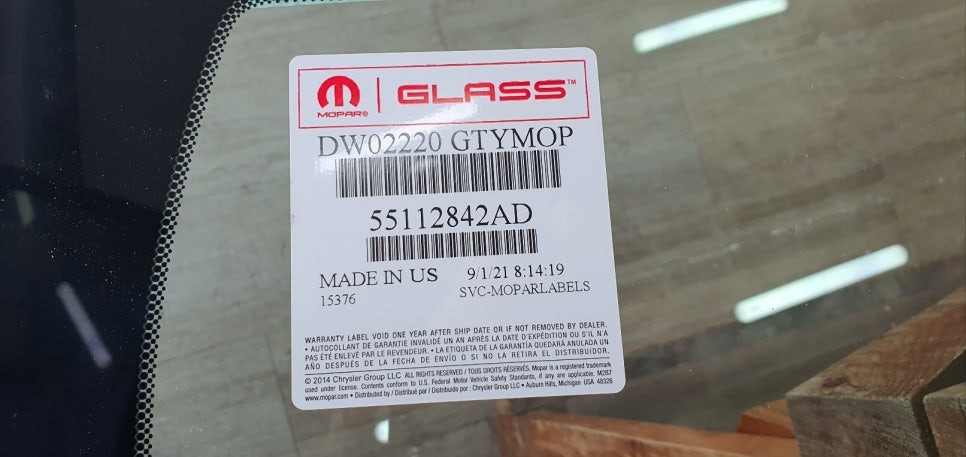 MOPAR® | GLASS™
DW02220 GTYMOP
55112842AD
MADE IN US 9/1/21 8:14:19
15376 SVC-MOPARLABELS
WARRANTY LABEL VOID ONE YEAR AFTER SHIP DATE OR IF NOT REMOVED BY DEALER.
• AUTOCOLLANT DE GARANTIE INVALIDÉ UN AN APRÈS LA DATE D'EXPÉDITION OU S'IL N'A
PAS ÉTÉ ENLEVÉ PAR LE REVENDEUR. • LA ETIQUETA DE LA GARANTÍA QUEDARÁ ANULADA UN
AÑO DESPUÉS DE LA FECHA DE ENVÍO O SI NO LA RETIRA EL DISTRIBUIDOR.
© 2014 Chrysler Group LLC ALL RIGHTS RESERVED / TOUS DROITS RÉSERVÉS. Mopar is a registered trademark
used under license. Contents conform to U.S. Federal Motor Vehicle Safety Standards, if any are applicable. M2B7
www.mopar.com • Distributed by / Distribué par / Distribuido par : Chrysler Group LLC • Auburn Hills, Michigan USA 48326